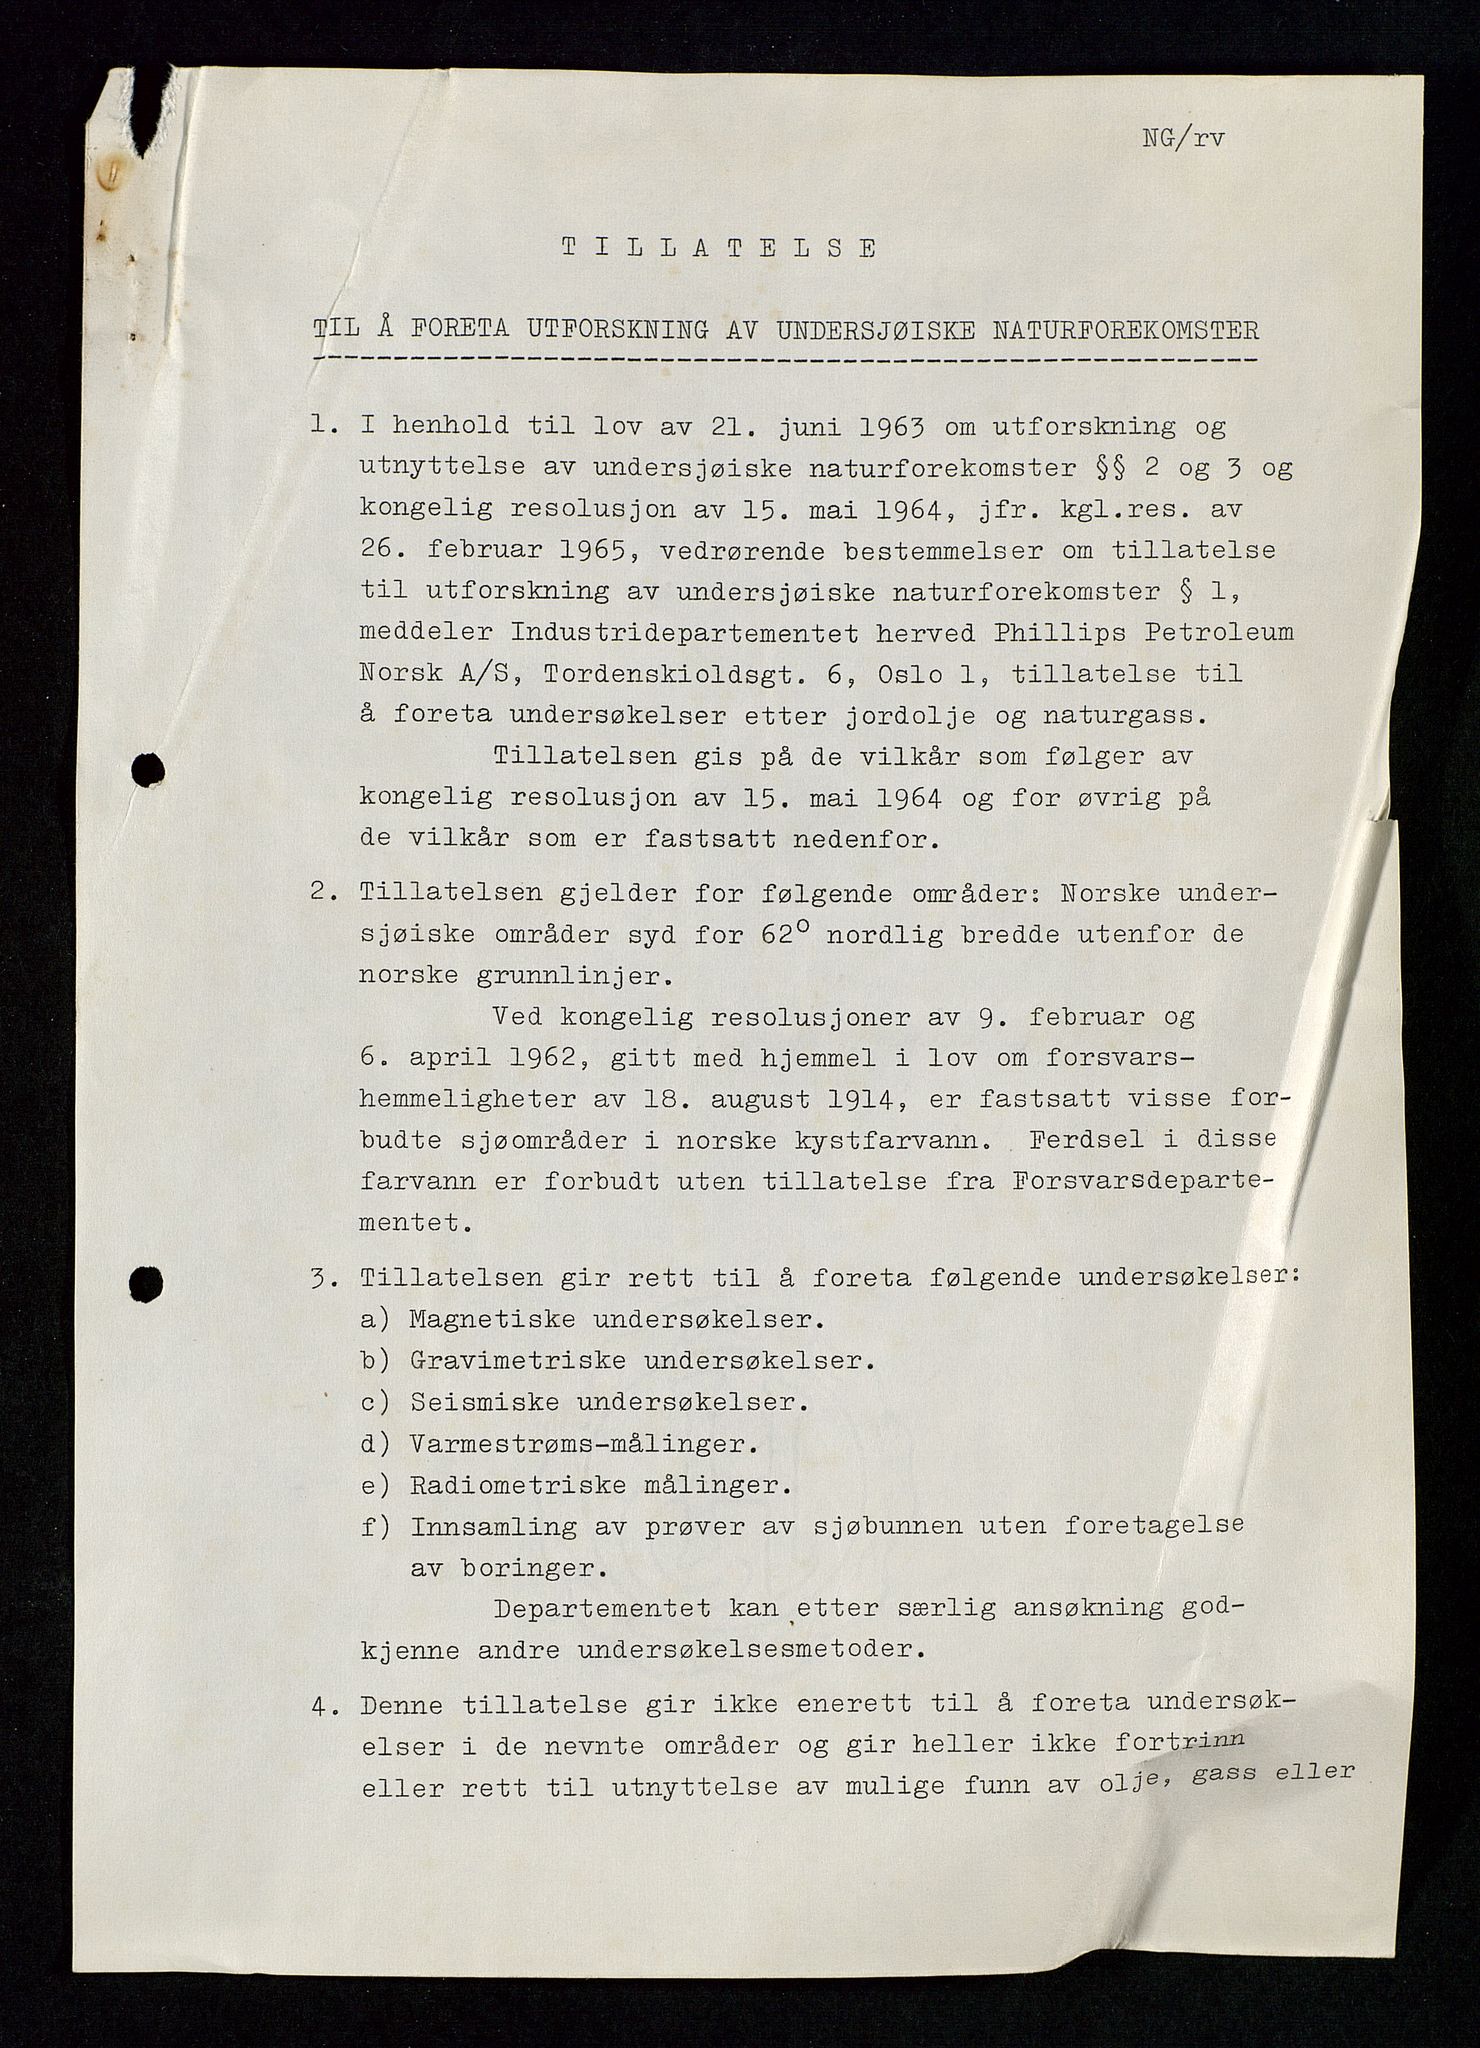 NG/rv
T I L L A T E L S E
TIL Å FORETA UTFORSKNING AV UNDERSJØISKE NATURFOREKOMSTER
1. I henhold til lov av 21. juni 1963 om utforskning og
utnyttelse av undersjøiske naturforekomster §§ 2 og 3 og
kongelig resolusjon av 15. mai 1964, jfr. kgl.res. av
26. februar 1965, vedrørende bestemmelser om tillatelse
til utforskning av undersjøiske naturforekomster § 1,
meddeler Industridepartementet herved Phillips Petroleum
Norsk A/S, Tordenskioldsgt. 6, Oslo 1, tillatelse til
å foreta undersøkelser etter jordolje og naturgass.
Tillatelsen gis på de vilkår som følger av
kongelig resolusjon av 15. mai 1964 og for øvrig på
de vilkår som er fastsatt nedenfor.
2. Tillatelsen gjelder for følgende områder: Norske under-
sjøiske områder syd for 62° nordlig bredde utenfor de
norske grunnlinjer.
Ved kongelig resolusjoner av 9. februar og
6. april 1962, gitt med hjemmel i lov om forsvars-
hemmeligheter av 18. august 1914, er fastsatt visse for-
budte sjøområder i norske kystfarvann. Ferdsel i disse
farvann er forbudt uten tillatelse fra Forsvarsdeparte-
mentet.
3. Tillatelsen gir rett til å foreta følgende undersøkelser:
a) Magnetiske undersøkelser.
b) Gravimetriske undersøkelser.
c) Seismiske undersøkelser.
d) Varmestrøms-målinger.
e) Radiometriske målinger.
f) Innsamling av prøver av sjøbunnen uten foretagelse
av boringer.
Departementet kan etter særlig ansøkning god-
kjenne andre undersøkelsesmetoder.
4. Denne tillatelse gir ikke enerett til å foreta undersøk-
elser i de nevnte områder og gir heller ikke fortrinn
eller rett til utnyttelse av mulige funn av olje, gass eller